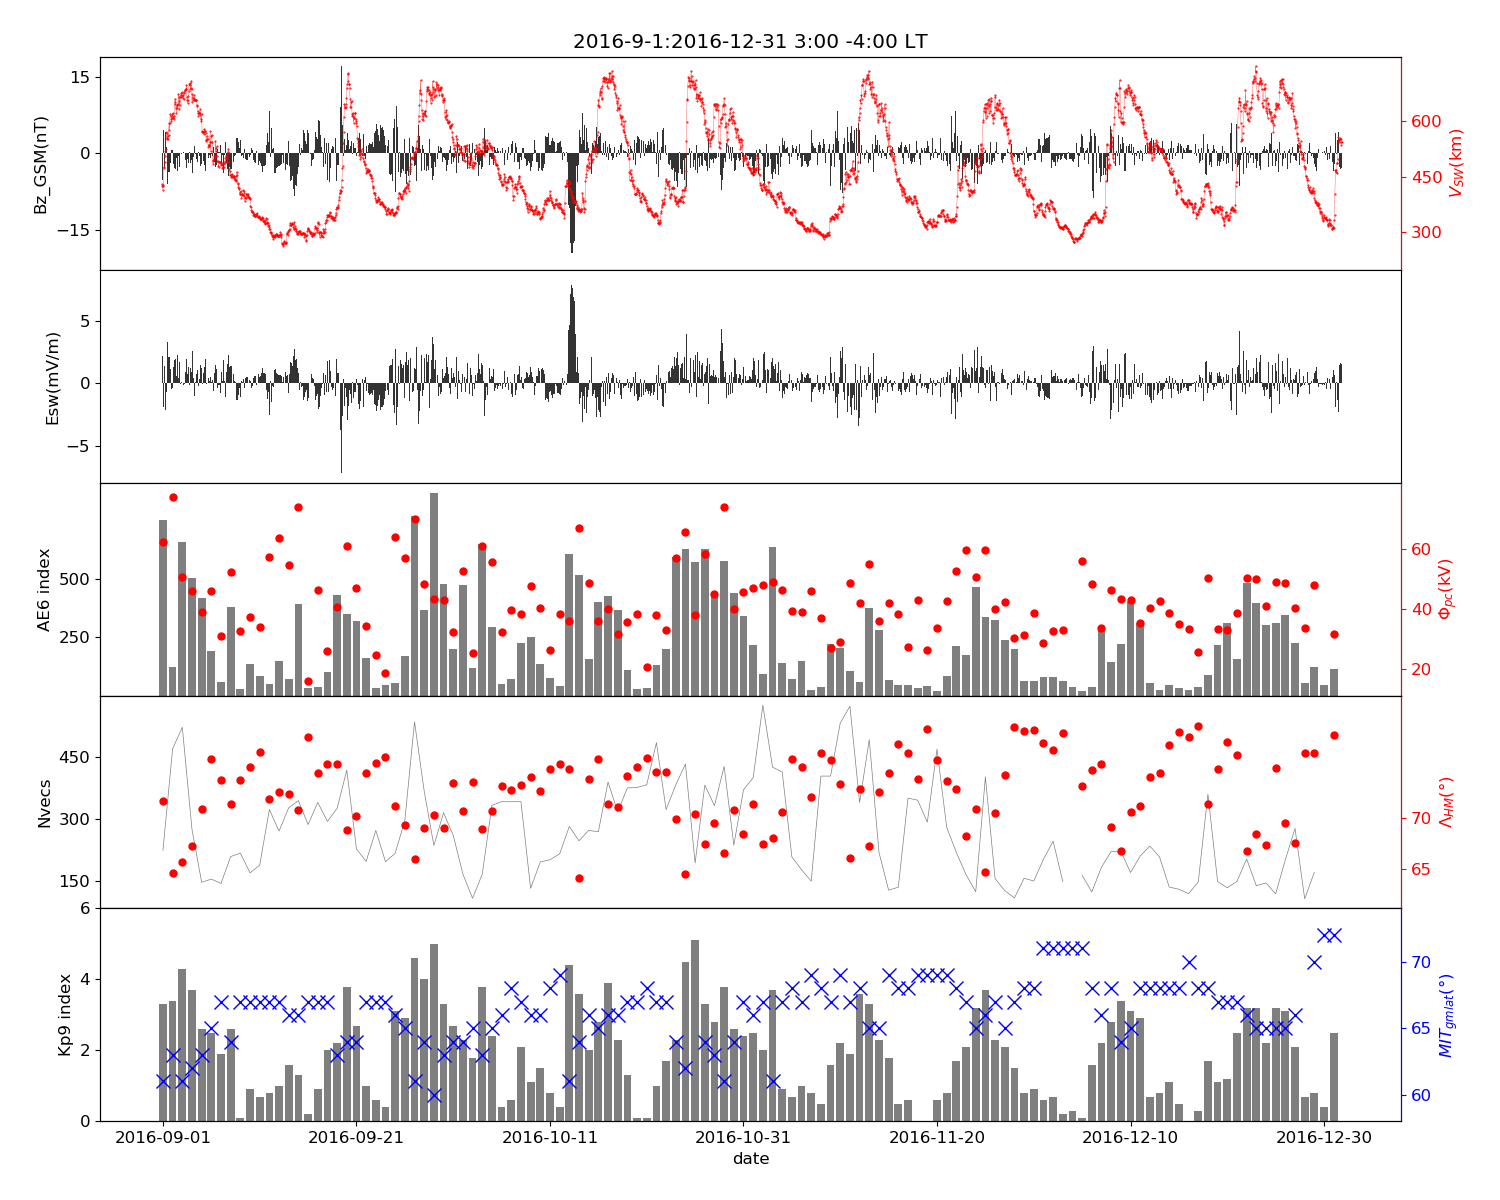 2016-9-1:2016-12-31 3:00 -4:00 LT
Bz_GSM(nT)
15
0
−15
600
450
300
V_SW(km)
Esw(mV/m)
5
0
−5
AE6 index
500
250
60
40
20
Φ_pc(kV)
Nvecs
450
300
150
70
65
Λ_HM(°)
Kp9 index
6
4
2
0
70
65
60
MIT_gmlat(°)
2016-09-01 2016-09-21 2016-10-11 2016-10-31 2016-11-20 2016-12-10 2016-12-30
date